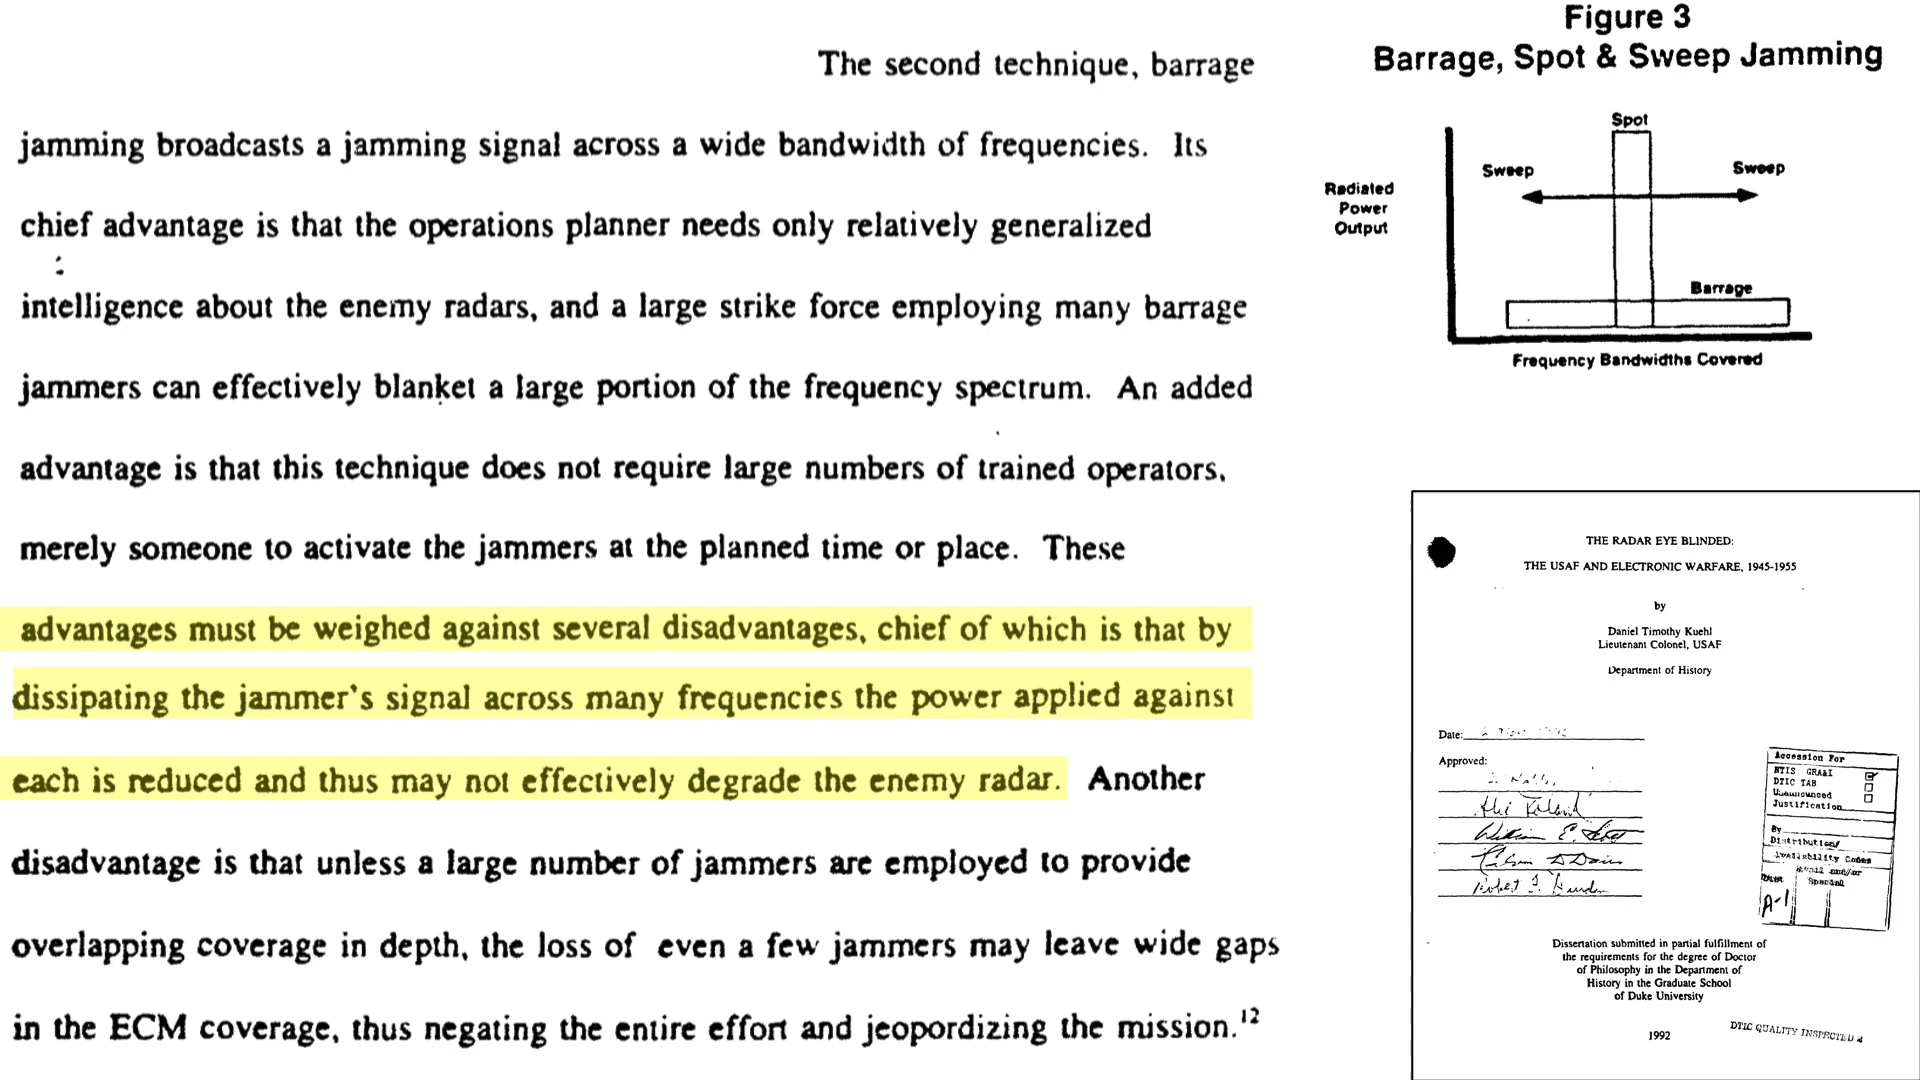 The second technique, barrage
jamming broadcasts a jamming signal across a wide bandwidth of frequencies. Its
chief advantage is that the operations planner needs only relatively generalized
intelligence about the enemy radars, and a large strike force employing many barrage
jammers can effectively blanket a large portion of the frequency spectrum. An added
advantage is that this technique does not require large numbers of trained operators,
merely someone to activate the jammers at the planned time or place. These
advantages must be weighed against several disadvantages, chief of which is that by
dissipating the jammer's signal across many frequencies the power applied against
each is reduced and thus may not effectively degrade the enemy radar. Another
disadvantage is that unless a large number of jammers are employed to provide
overlapping coverage in depth, the loss of even a few jammers may leave wide gaps
in the ECM coverage, thus negating the entire effort and jeopordizing the mission.12
Figure 3
Barrage, Spot & Sweep Jamming
Spot
Sweep
Sweep
Radiated
Power
Output
Barrage
Frequency Bandwidths Covered
THE RADAR EYE BLINDED:
THE USAF AND ELECTRONIC WARFARE, 1945-1955
by
Daniel Timothy Kuehl
Lieutenant Colonel, USAF
Department of History
Date:
Approved:
William E.
Robert
Accession For
NTIS GRA&I
DTIC TAB
Unannounced
Justification
By
Distribution/
Availability Codes
Avail and/or
Dist
Special
A-1
Dissertation submitted in partial fulfillment of
the requirements for the degree of Doctor
of Philosophy in the Department of
History in the Graduate School
of Duke University
1992
DTIC QUALITY INSPECTED 4